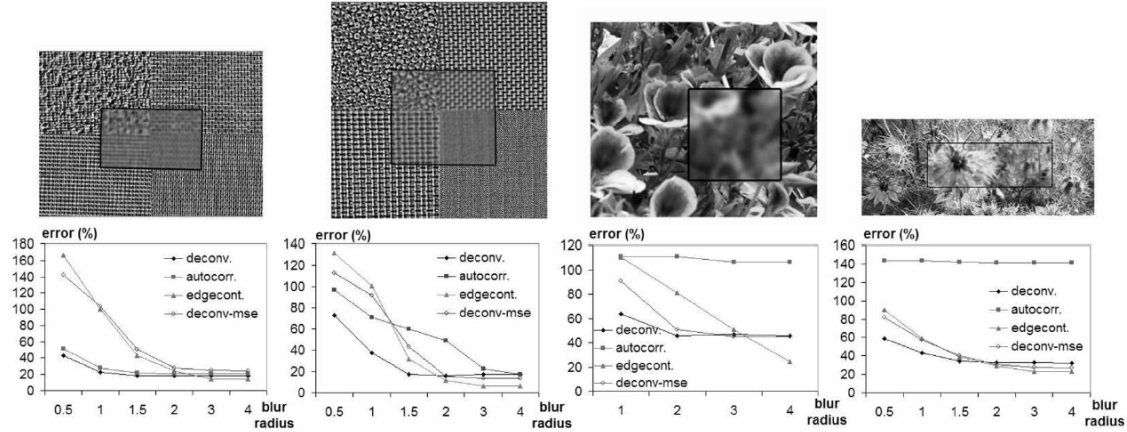 error (%)
180
160
140
120
100
80
60
40
20
0
0.5 1 1.5 2 3 4
deconv.
autocorr.
edgecont.
deconv-mse
blur
radius
error (%)
140
120
100
80
60
40
20
0
0.5 1 1.5 2 3 4
deconv.
autocorr.
edgecont.
deconv-mse
blur
radius
error (%)
120
100
80
60
40
20
0
1 2 3 4
deconv.
autocorr.
edgecont.
deconv-mse
blur
radius
error (%)
160
140
120
100
80
60
40
20
0
0.5 1 1.5 2 3 4
deconv.
autocorr.
edgecont.
deconv-mse
blur
radius